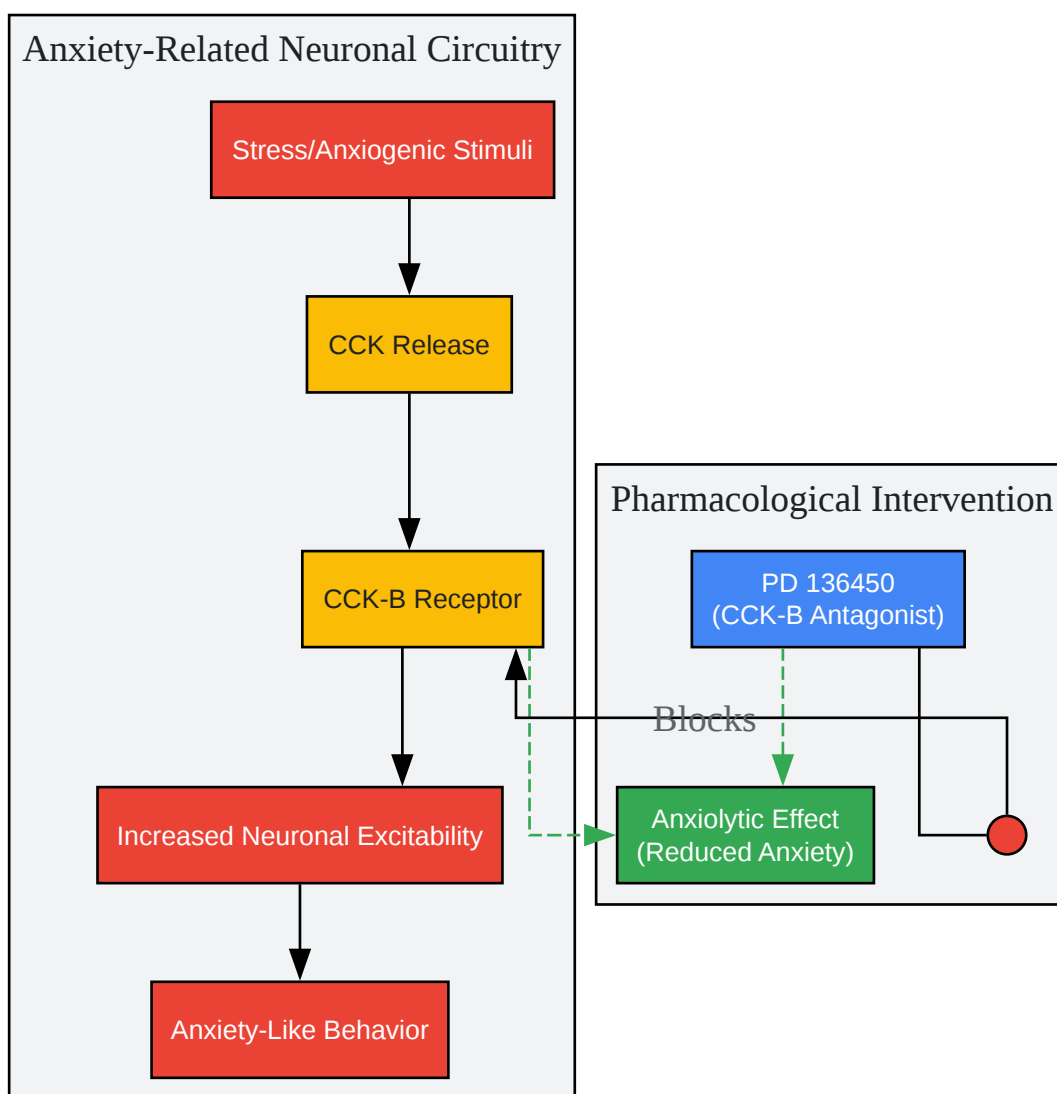 Anxiety-Related Neuronal Circuitry
Stress/Anxiogenic Stimuli
CCK Release
CCK-B Receptor
Increased Neuronal Excitability
Anxiety-Like Behavior
Pharmacological Intervention
PD 136450
(CCK-B Antagonist)
Blocks
Anxiolytic Effect
(Reduced Anxiety)